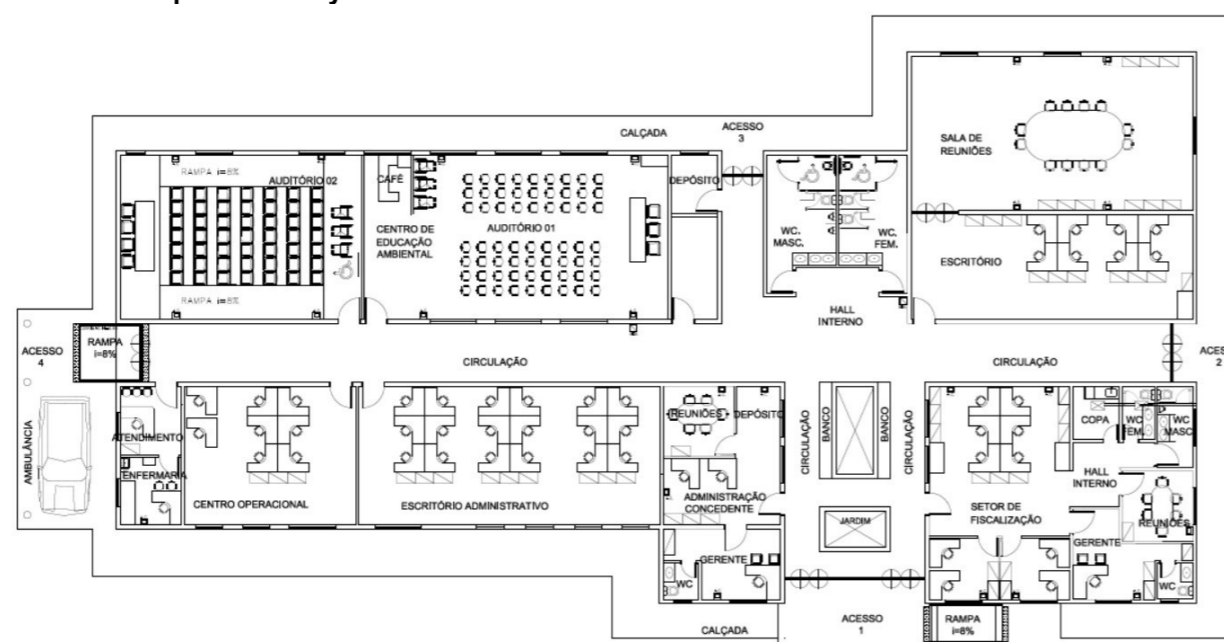 CALÇADA
ACESSO
3
SALA DE
REUNIÕES
RAMPA i=8%
AUDITÓRIO 02
CAFÉ
DEPÓSITO
CENTRO DE
EDUCAÇÃO
AMBIENTAL
AUDITÓRIO 01
WC.
MASC.
WC.
FEM.
ESCRITÓRIO
RAMPA i=8%
HALL
INTERNO
ACESSO
4
RAMPA
i=8%
CIRCULAÇÃO
CIRCULAÇÃO
2
AMBULÂNCIA
ATENDIMENTO
ENFERMARIA
CENTRO OPERACIONAL
ESCRITÓRIO ADMINISTRATIVO
REUNIÕES
DEPÓSITO
ADMINISTRAÇÃO
CONCEDENTE
GERENTE
WC
CIRCULAÇÃO
BANCO
BANCO
CIRCULAÇÃO
JARDIM
COPA
WC
FEM.
WC
MASC
HALL
INTERNO
SETOR DE
FISCALIZAÇÃO
REUNIÕES
GERENTE
WC
CALÇADA
ACESSO
1
RAMPA
i=8%